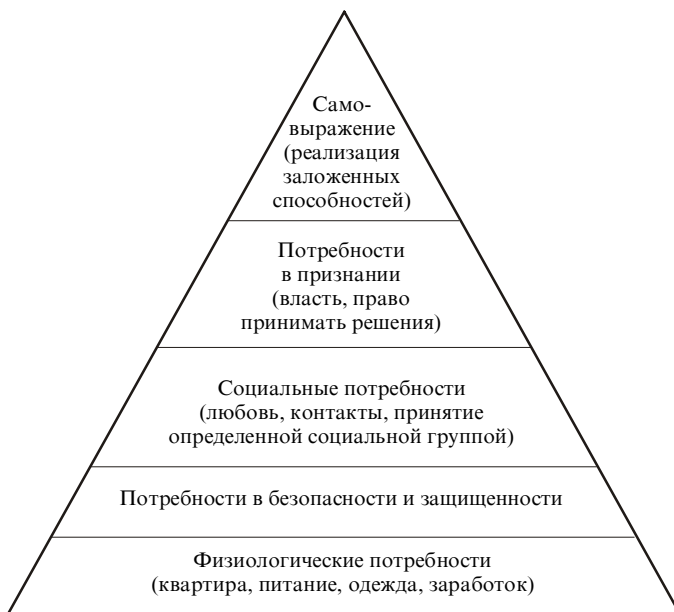 Само-
выражение
(реализация
заложенных
способностей)
Потребности
в признании
(власть, право
принимать решения)
Социальные потребности
(любовь, контакты, принятие
определенной социальной группой)
Потребности в безопасности и защищенности
Физиологические потребности
(квартира, питание, одежда, заработок)